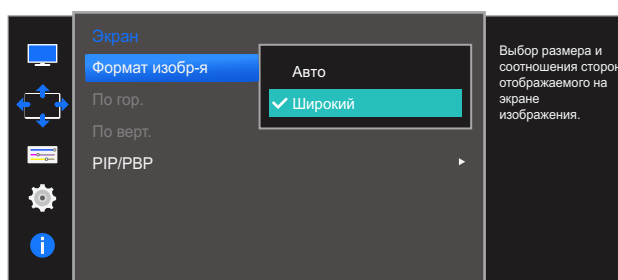 Экран
Формат изобр-я
Авто
Широкий
По гор.
По верт.
PIP/PBP
Выбор размера и
соотношения сторон
отображаемого на
экране
изображения.